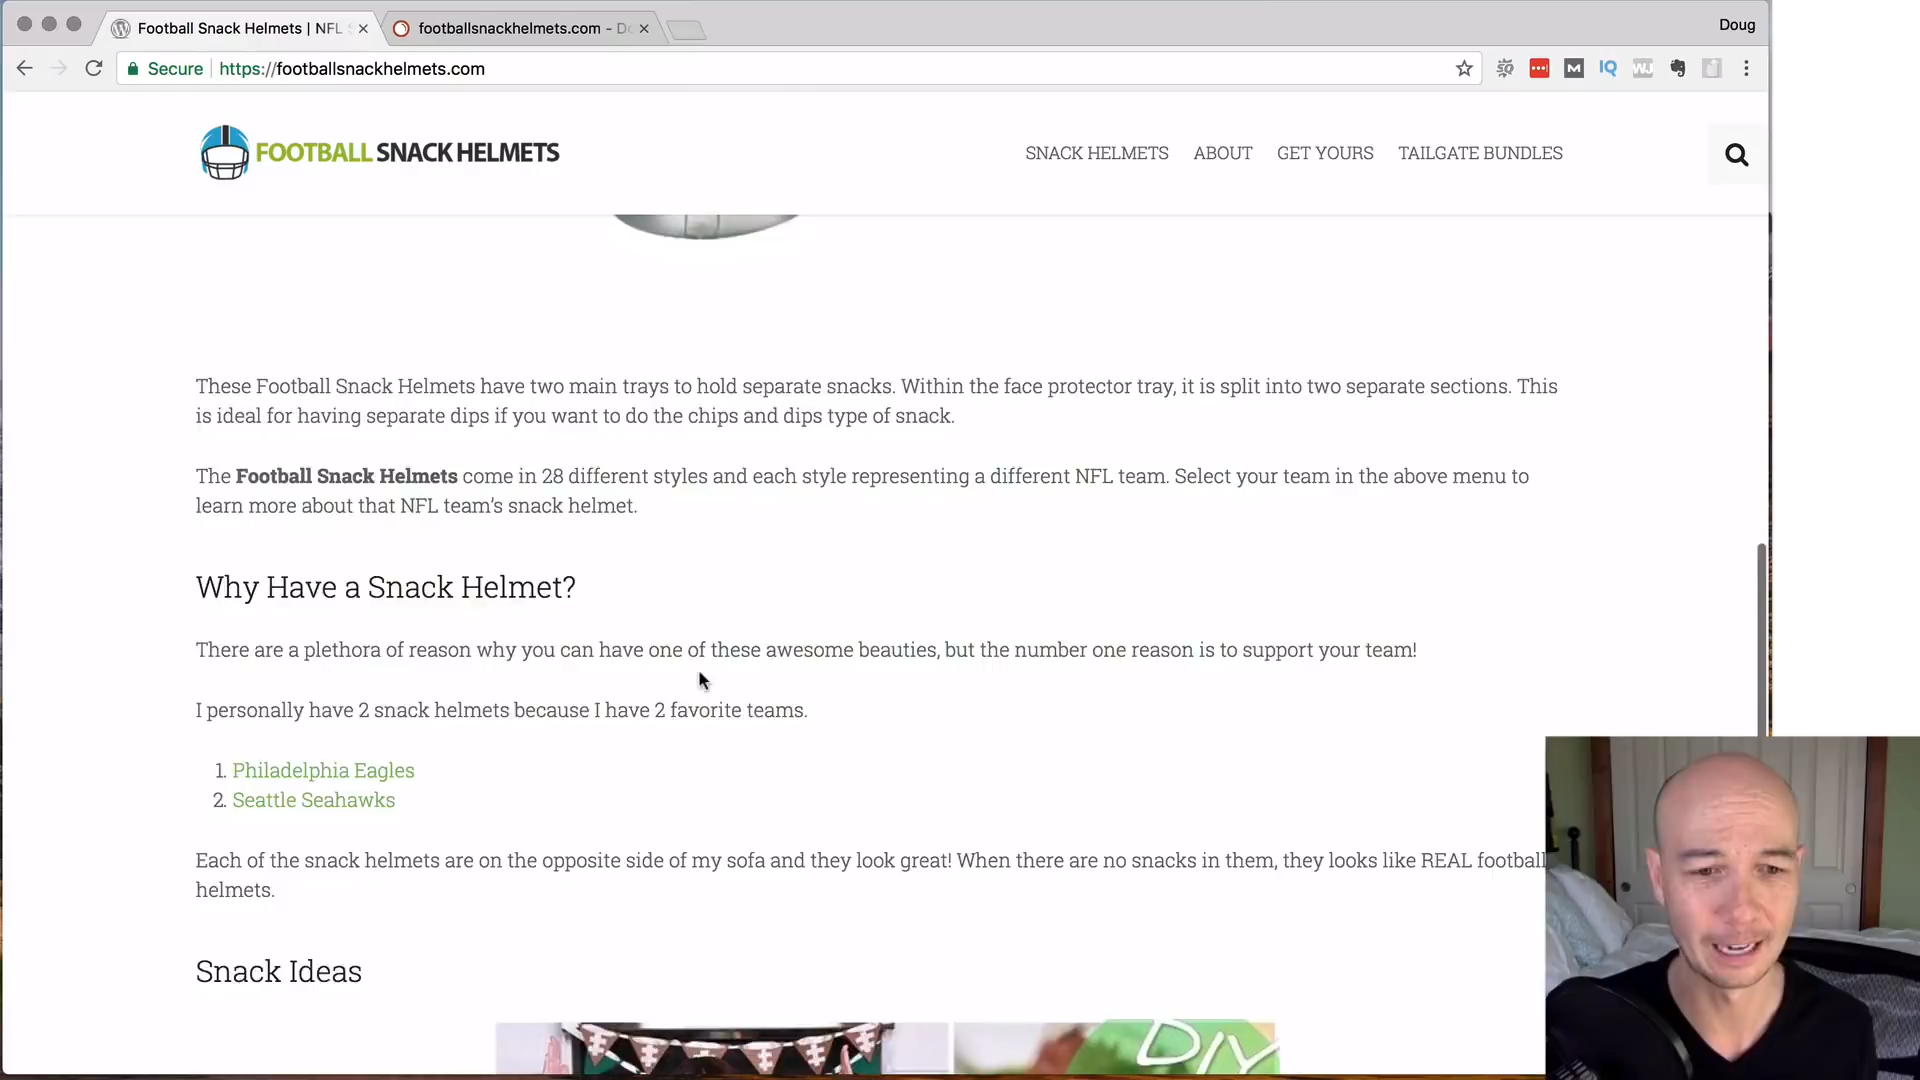 Football Snack Helmets | NFL S
footballsnackhelmets.com - Do
Doug
Secure
https://footballsnackhelmets.com
FOOTBALL SNACK HELMETS
SNACK HELMETS
ABOUT
GET YOURS
TAILGATE BUNDLES
These Football Snack Helmets have two main trays to hold separate snacks. Within the face protector tray, it is split into two separate sections. This
is ideal for having separate dips if you want to do the chips and dips type of snack.
The Football Snack Helmets come in 28 different styles and each style representing a different NFL team. Select your team in the above menu to
learn more about that NFL team's snack helmet.
Why Have a Snack Helmet?
There are a plethora of reason why you can have one of these awesome beauties, but the number one reason is to support your team!
I personally have 2 snack helmets because I have 2 favorite teams.
1. Philadelphia Eagles
2. Seattle Seahawks
Each of the snack helmets are on the opposite side of my sofa and they look great! When there are no snacks in them, they looks like REAL football
helmets.
Snack Ideas
DIY